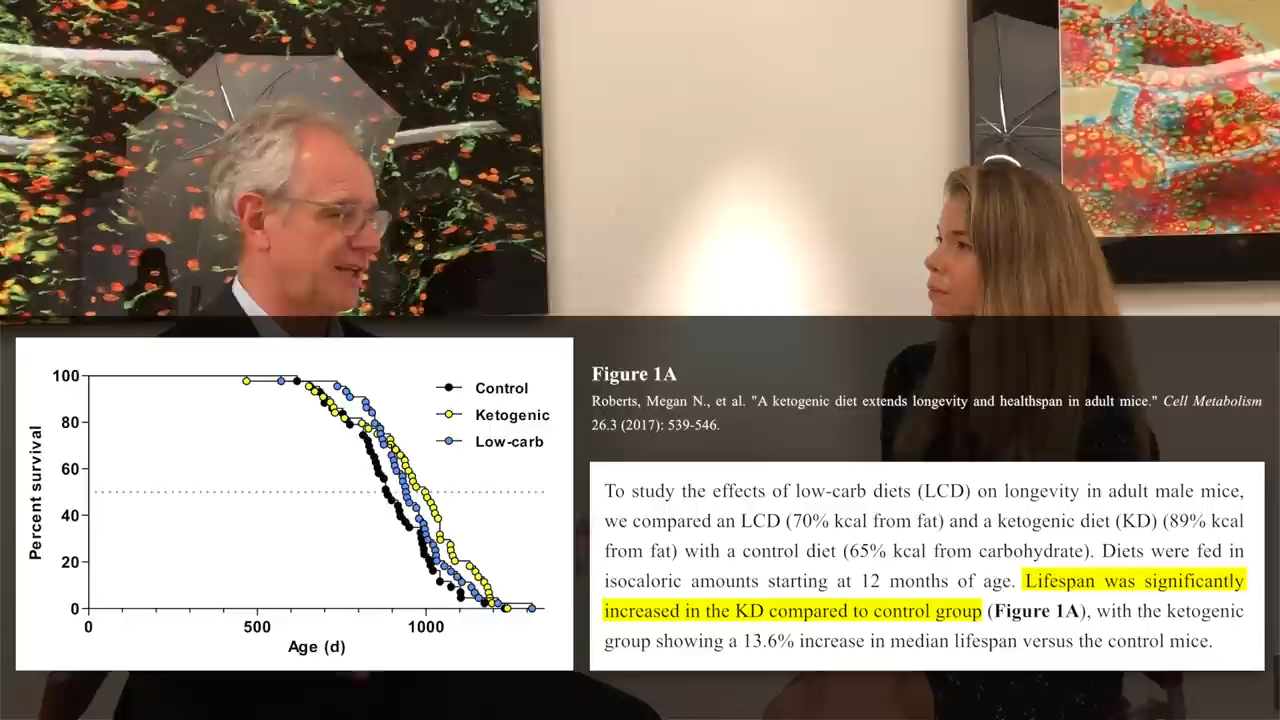 100
80
60
40
20
0
0
500
1000
Percent survival
Age (d)
Control
Ketogenic
Low-carb
Figure 1A
Roberts, Megan N., et al. "A ketogenic diet extends longevity and healthspan in adult mice." Cell Metabolism
26.3 (2017): 539-546.
To study the effects of low-carb diets (LCD) on longevity in adult male mice,
we compared an LCD (70% kcal from fat) and a ketogenic diet (KD) (89% kcal
from fat) with a control diet (65% kcal from carbohydrate). Diets were fed in
isocaloric amounts starting at 12 months of age. Lifespan was significantly
increased in the KD compared to control group (Figure 1A), with the ketogenic
group showing a 13.6% increase in median lifespan versus the control mice.